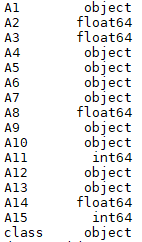 A1 object
A2 float64
A3 float64
A4 object
A5 object
A6 object
A7 object
A8 float64
A9 object
A10 object
A11 int64
A12 object
A13 object
A14 float64
A15 int64
class object